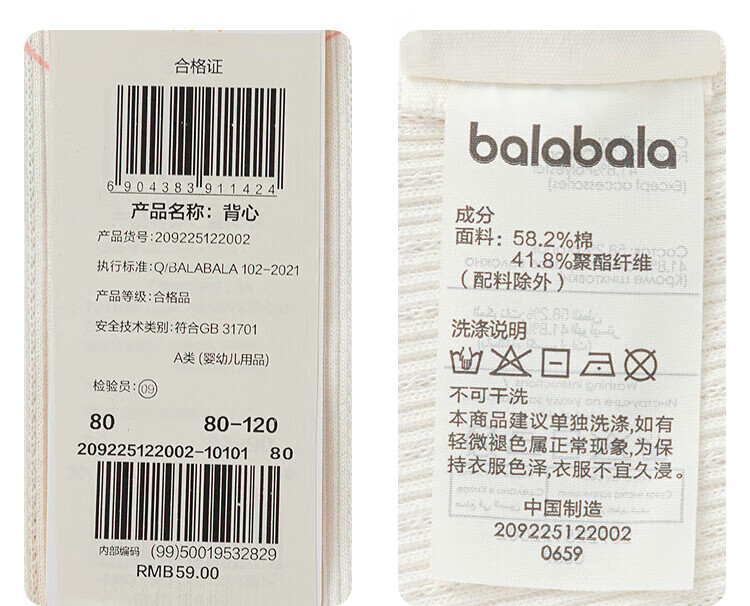 合格证
6 904383 911424
产品名称：背心
产品货号:209225122002
执行标准:Q/BALABALA 102-2021
产品等级:合格品
安全技术类别:符合GB 31701
A类 (婴幼儿用品)
检验员:09
80 80-120
209225122002-10101 80
内部编码 (99)50019532829
RMB59.00
balabala
成分
面料：58.2%棉
41.8%聚酯纤维
（配料除外）
洗涤说明
不可干洗
本商品建议单独洗涤,如有
轻微褪色属正常现象,为保
持衣服色泽,衣服不宜久浸。
中国制造
209225122002
0659